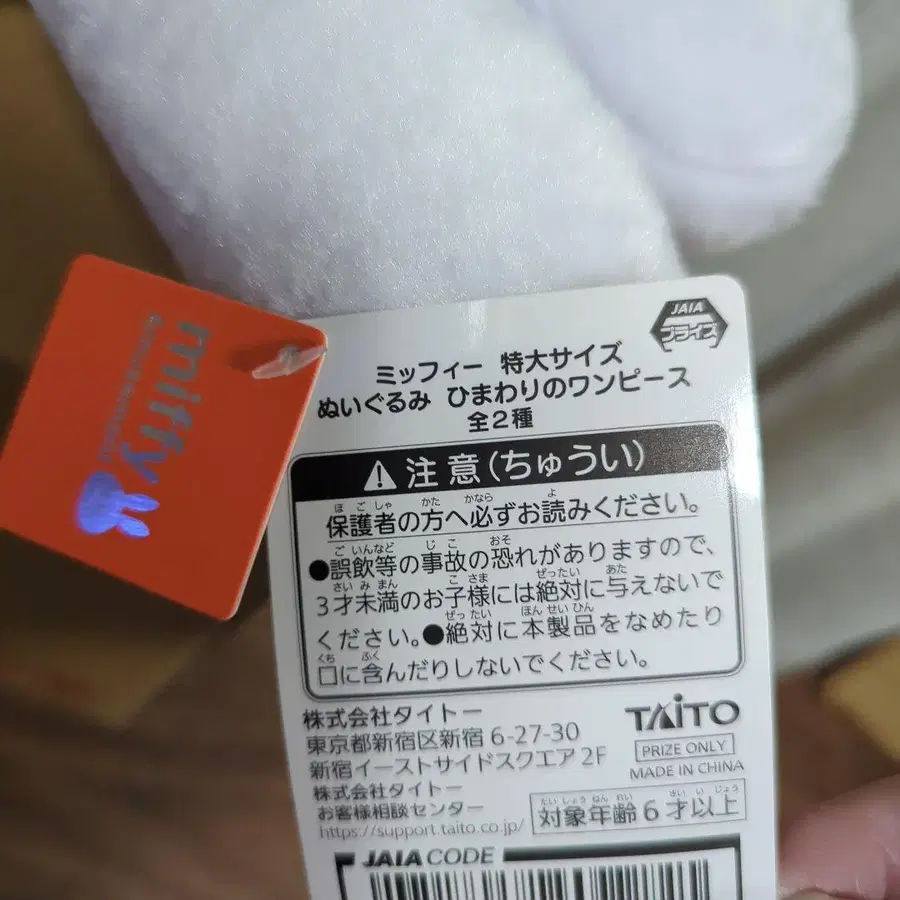 miffy
JAIA
プライズ
ミッフィー 特大サイズ
ぬいぐるみ ひまわりのワンピース
全2種
注意(ちゅうい)
保護者の方へ必ずお読みください。
●誤飲等の事故の恐れがありますので、
3才未満のお子様には絶対に与えないで
ください。●絶対に本製品をなめたり
口に含んだりしないでください。
株式会社タイトー
東京都新宿区新宿 6-27-30
新宿イーストサイドスクエア 2F
株式会社タイトー
お客様相談センター
https://support.taito.co.jp/
TAITO
PRIZE ONLY
MADE IN CHINA
対象年齢 6才以上
JAIA CODE